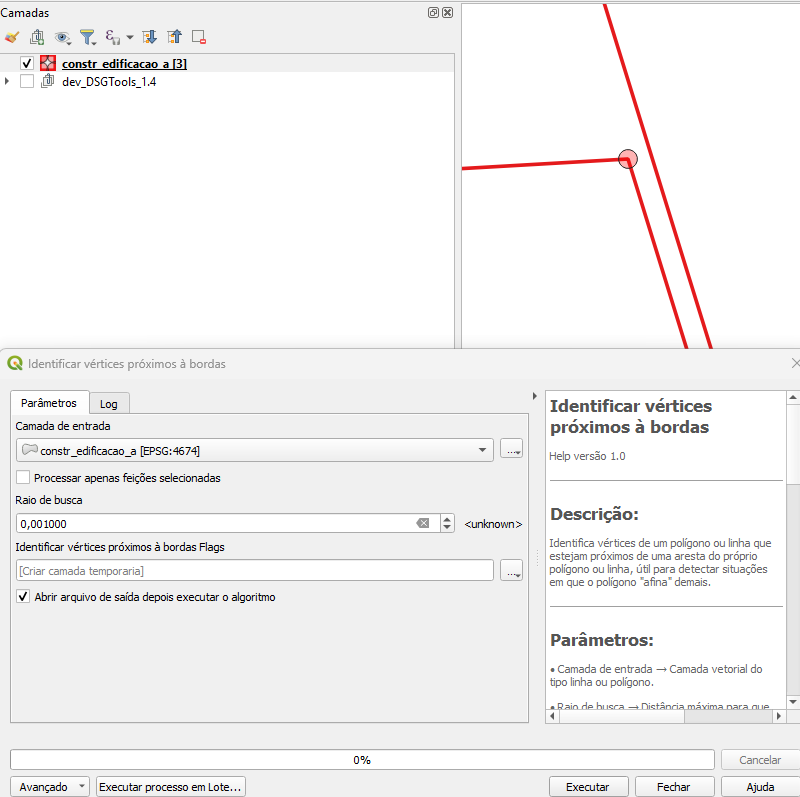 Camadas
constr_edificacao_a [3]
dev_DSGTools_1.4
Identificar vértices próximos à bordas
Parâmetros
Log
Camada de entrada
constr_edificacao_a [EPSG:4674]
...
Processar apenas feições selecionadas
Raio de busca
0,001000
<unknown>
Identificar vértices próximos à bordas Flags
[Criar camada temporaria]
...
Abrir arquivo de saída depois executar o algoritmo
Identificar vértices
próximos à bordas
Help versão 1.0
Descrição:
Identifica vértices de um polígono ou linha que
estejam próximos de uma aresta do próprio
polígono ou linha, útil para detectar situações
em que o polígono "afina" demais.
Parâmetros:
• Camada de entrada → Camada vetorial do
tipo linha ou polígono.
• Raio de busca → Distância máxima para que
0%
Cancelar
Avançado
Executar processo em Lote...
Executar
Fechar
Ajuda